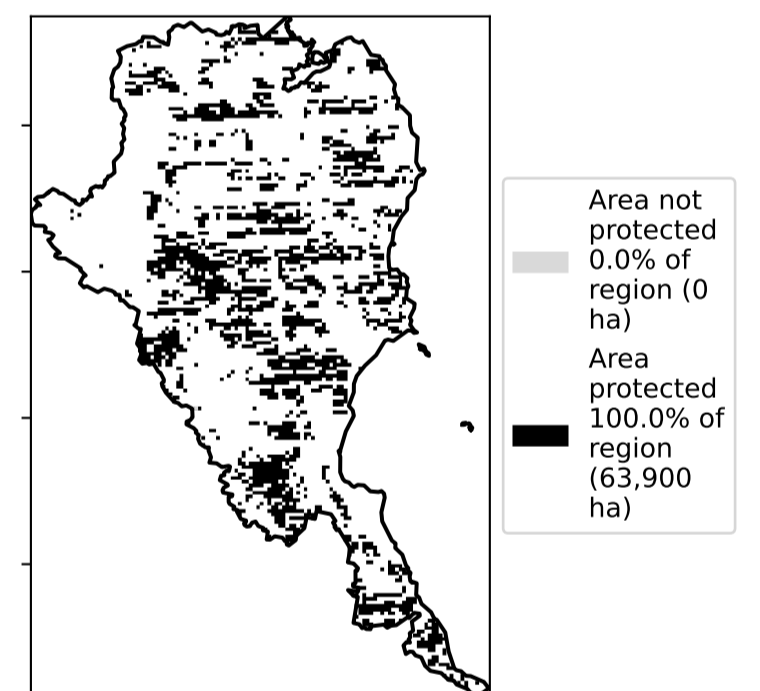 Area not
protected
0.0% of
region (0
ha)
Area
protected
100.0% of
region
(63,900
ha)